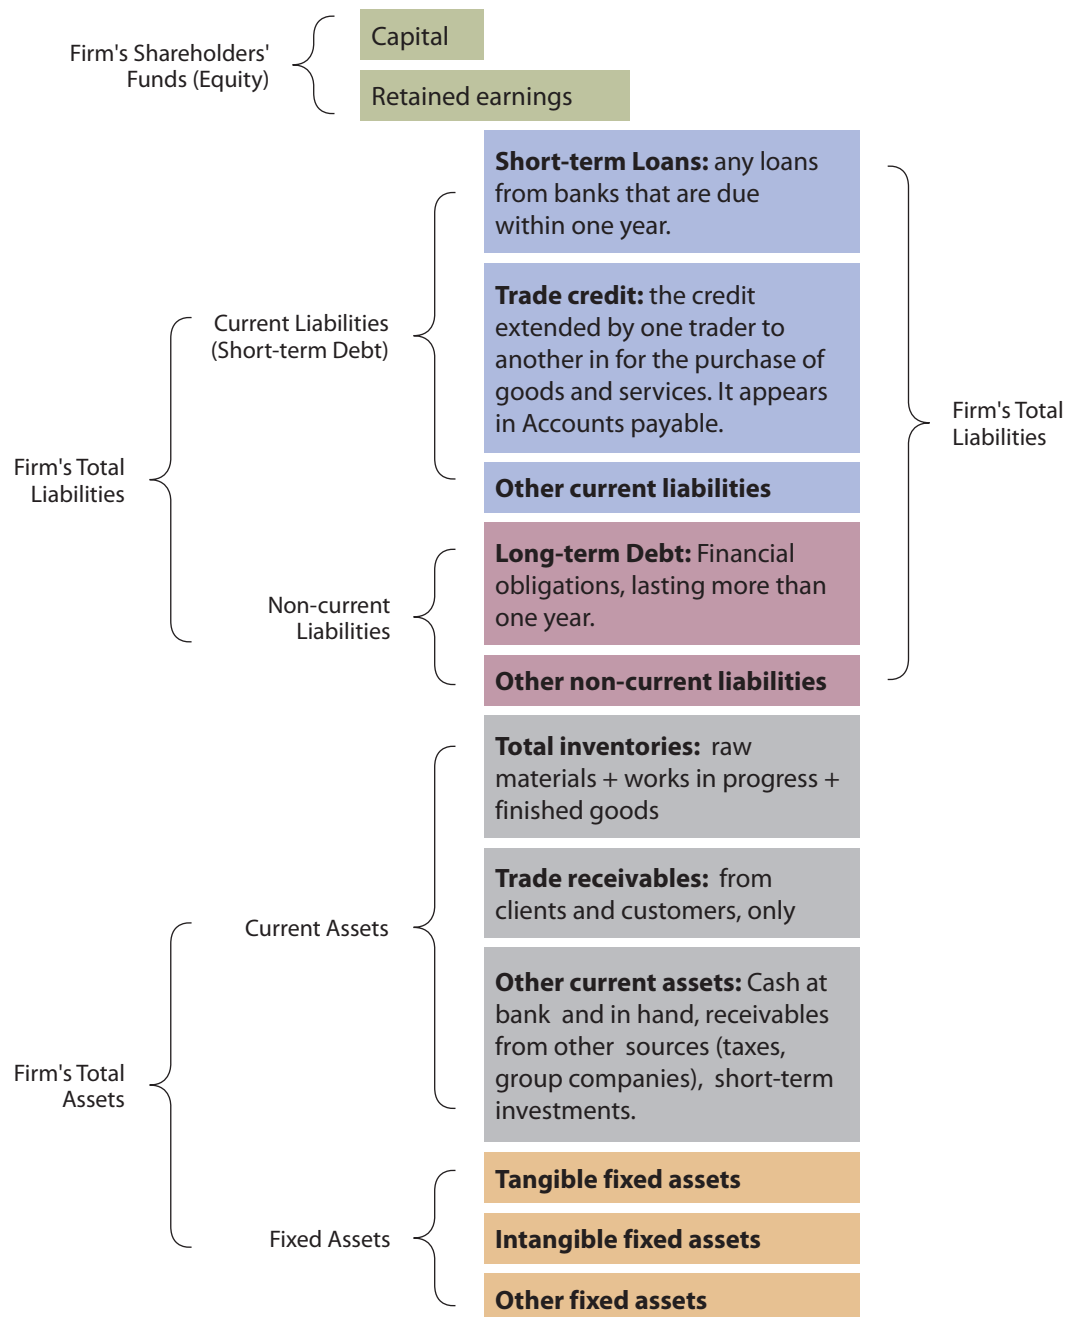 Firm's Shareholders'
Funds (Equity)
Capital
Retained earnings
Firm's Total
Liabilities
Current Liabilities
(Short-term Debt)
Short-term Loans: any loans
from banks that are due
within one year.
Trade credit: the credit
extended by one trader to
another in for the purchase of
goods and services. It appears
in Accounts payable.
Other current liabilities
Non-current
Liabilities
Long-term Debt: Financial
obligations, lasting more than
one year.
Other non-current liabilities
Firm's Total
Liabilities
Firm's Total
Assets
Current Assets
Total inventories: raw
materials + works in progress +
finished goods
Trade receivables: from
clients and customers, only
Other current assets: Cash at
bank and in hand, receivables
from other sources (taxes,
group companies), short-term
investments.
Fixed Assets
Tangible fixed assets
Intangible fixed assets
Other fixed assets